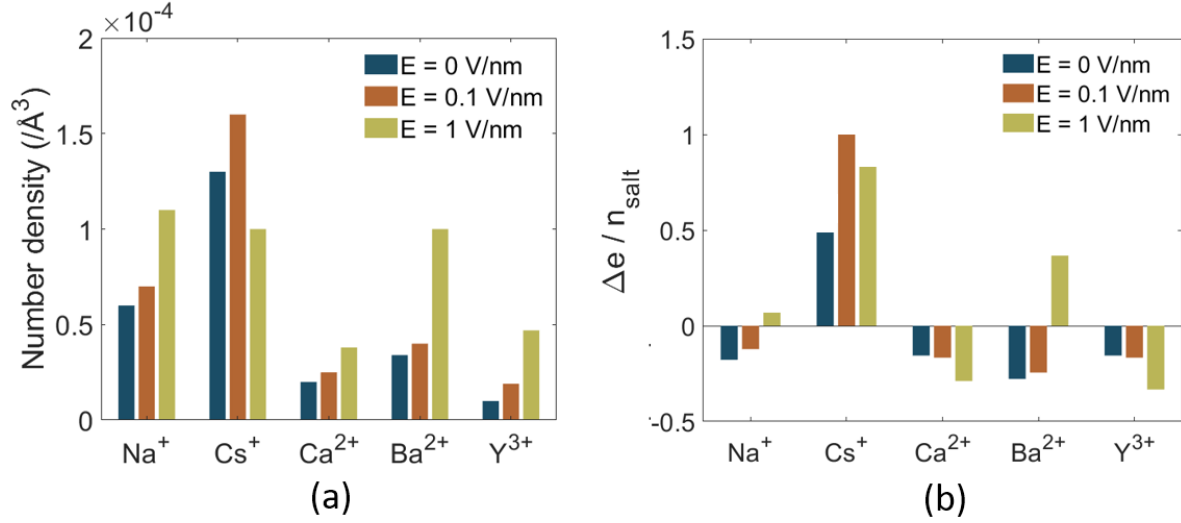 ×10⁻⁴
2
1.5
1
0.5
0
Number density (/Å³)
E = 0 V/nm
E = 0.1 V/nm
E = 1 V/nm
Na⁺ Cs⁺ Ca²⁺ Ba²⁺ Y³⁺
(a)
1.5
1
0.5
0
-0.5
Δe / n_salt
E = 0 V/nm
E = 0.1 V/nm
E = 1 V/nm
Na⁺ Cs⁺ Ca²⁺ Ba²⁺ Y³⁺
(b)